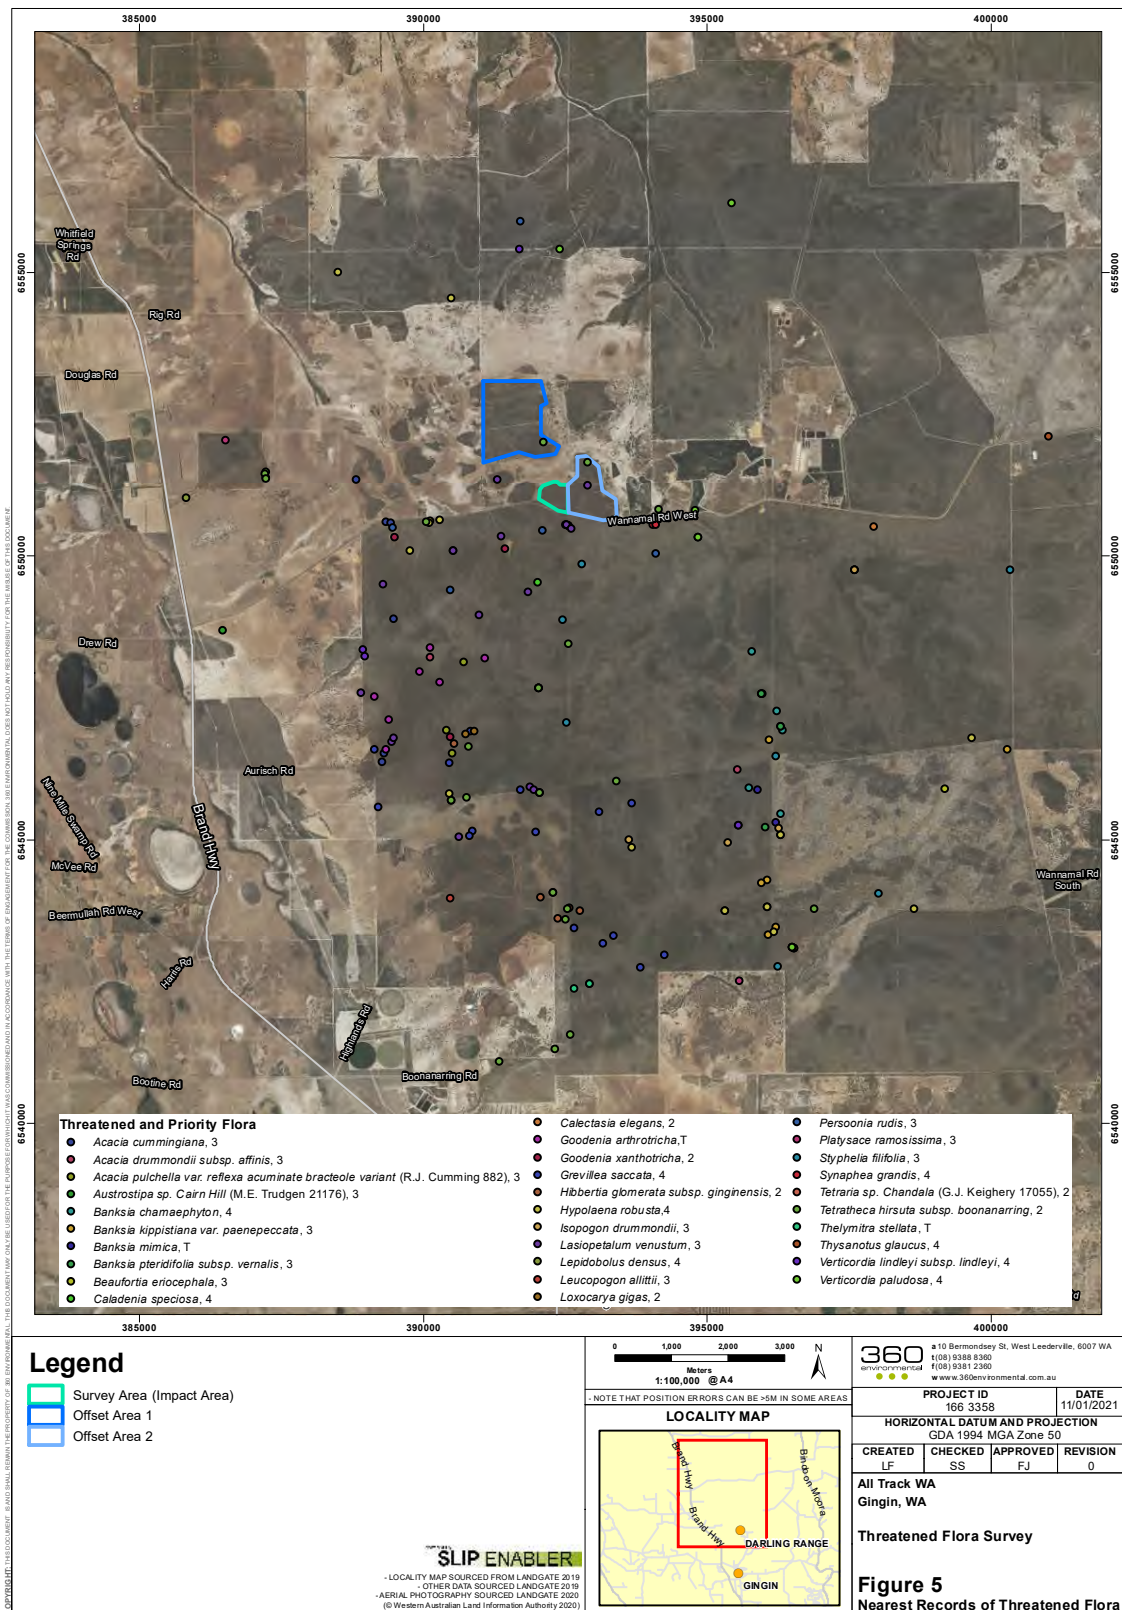 385000
390000
395000
400000
6555000
6550000
6545000
6540000
6555000
6550000
6545000
6540000
Whitfield
Springs
Rd
Rig Rd
Douglas Rd
Wannamal Rd West
Drew Rd
Aurisch Rd
Nine Mile Swamp Rd
Brand Hwy
McVee Rd
Beermullah Rd West
Harris Rd
Highlands Rd
Bootine Rd
Boonanarring Rd
Wannamal Rd
South
Threatened and Priority Flora
Acacia cummingiana, 3
Acacia drummondii subsp. affinis, 3
Acacia pulchella var. reflexa acuminate bracteole variant (R.J. Cumming 882), 3
Austrostipa sp. Cairn Hill (M.E. Trudgen 21176), 3
Banksia chamaephyton, 4
Banksia kippistiana var. paenepeccata, 3
Banksia mimica, T
Banksia pteridifolia subsp. vernalis, 3
Beaufortia eriocephala, 3
Caladenia speciosa, 4
Calectasia elegans, 2
Goodenia arthrotricha,T
Goodenia xanthotricha, 2
Grevillea saccata, 4
Hibbertia glomerata subsp. ginginensis, 2
Hypolaena robusta,4
Isopogon drummondii, 3
Lasiopetalum venustum, 3
Lepidobolus densus, 4
Leucopogon allittii, 3
Loxocarya gigas, 2
Persoonia rudis, 3
Platysace ramosissima, 3
Styphelia filifolia, 3
Synaphea grandis, 4
Tetraria sp. Chandala (G.J. Keighery 17055), 2
Tetratheca hirsuta subsp. boonanarring, 2
Thelymitra stellata, T
Thysanotus glaucus, 4
Verticordia lindleyi subsp. lindleyi, 4
Verticordia paludosa, 4
385000
390000
395000
400000
Legend
Survey Area (Impact Area)
Offset Area 1
Offset Area 2
SLIP ENABLER
- LOCALITY MAP SOURCED FROM LANDGATE 2019
- OTHER DATA SOURCED LANDGATE 2019
- AERIAL PHOTOGRAPHY SOURCED LANDGATE 2020
(© Western Australian Land Information Authority 2020)
0 1,000 2,000 3,000
Meters
1:100,000 @A4
N
- NOTE THAT POSITION ERRORS CAN BE >5M IN SOME AREAS
LOCALITY MAP
Brand Hwy
Brand Hwy
Bindoon-Moora
DARLING RANGE
GINGIN
360
environmental
a 10 Bermondsey St, West Leederville, 6007 WA
t (08) 9388 8360
f (08) 9381 2360
w www.360environmental.com.au
PROJECT ID
166 3358
DATE
11/01/2021
HORIZONTAL DATUM AND PROJECTION
GDA 1994 MGA Zone 50
CREATED CHECKED APPROVED REVISION
LF SS FJ 0
All Track WA
Gingin, WA
Threatened Flora Survey
Figure 5
Nearest Records of Threatened Flora